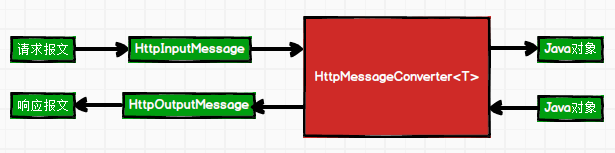 请求报文 HttpInputMessage Java对象
HttpMessageConverter<T>
响应报文 HttpOutputMessage Java对象